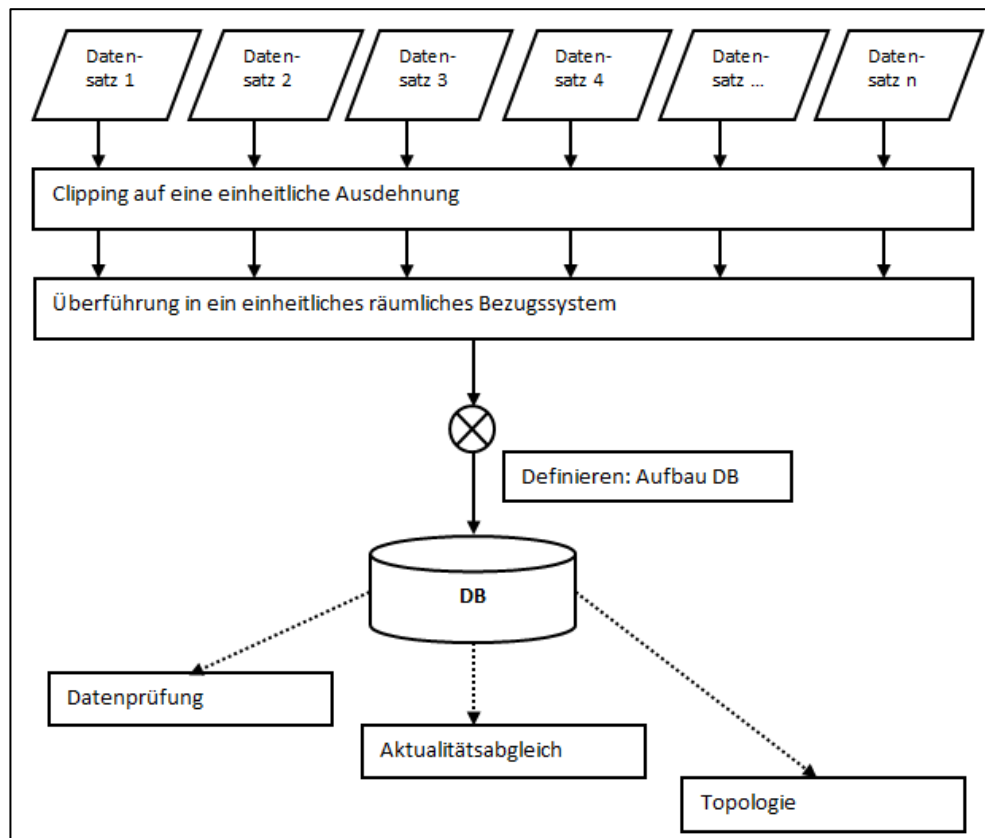 Daten-
satz 1
Daten-
satz 2
Daten-
satz 3
Daten-
satz 4
Daten-
satz ...
Daten-
satz n
Clipping auf eine einheitliche Ausdehnung
Überführung in ein einheitliches räumliches Bezugssystem
Definieren: Aufbau DB
DB
Datenprüfung
Aktualitätsabgleich
Topologie